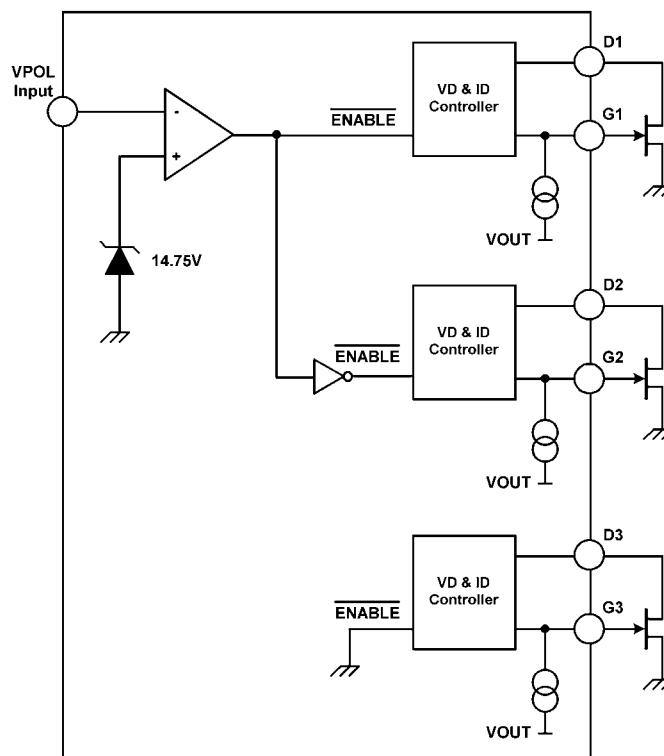 D1
VPOL
Input
VD & ID
Controller
ENABLE
G1
-
+
14.75V
VOUT
D2
VD & ID
Controller
ENABLE
G2
VOUT
D3
VD & ID
Controller
ENABLE
G3
VOUT